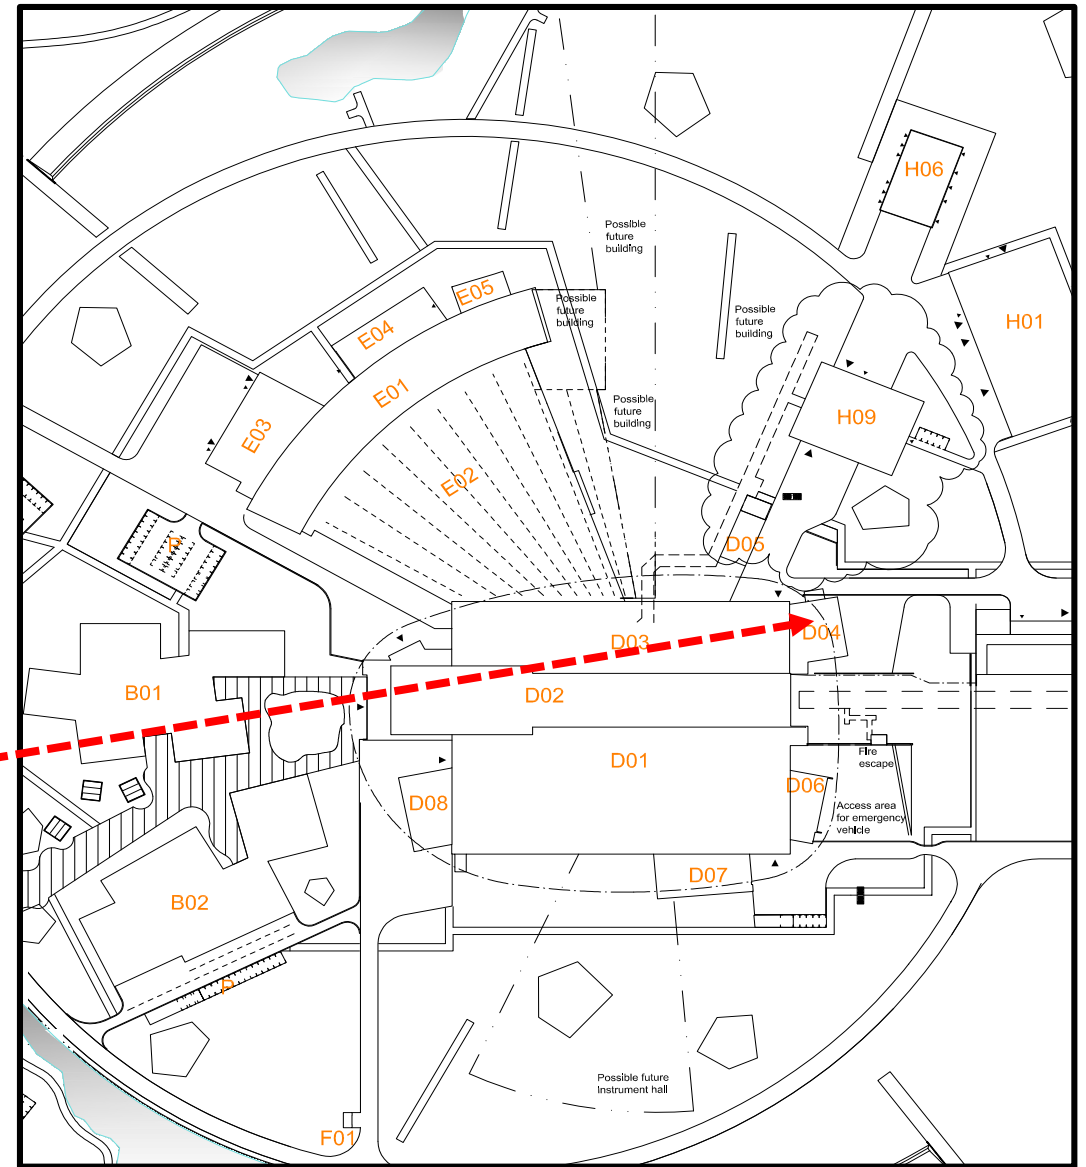 H06
Possible
future
building
E05
Possible
future
building
Possible
future
building
E04
H01
E01
Possible
future
building
H09
E03
E02
P
D05
D04
D03
B01
D02
D01
Fire
escape
D06
D08
Access area
for emergency
vehicle
D07
B02
P
Possible future
Instrument hall
F01